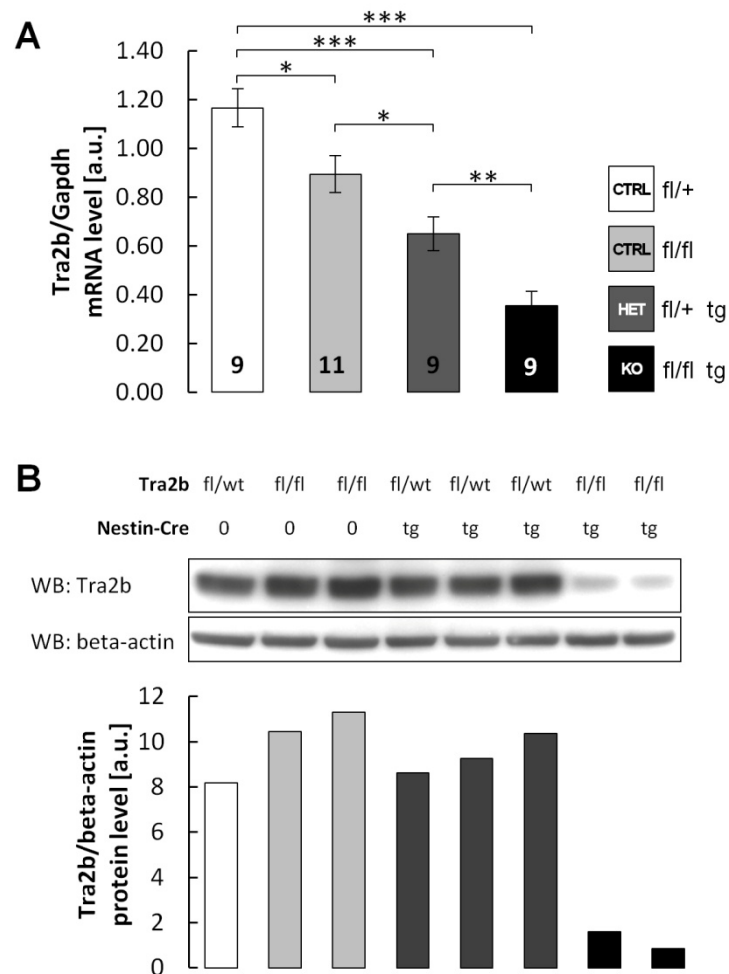 A
***
***
*
*
**
Tra2b/Gapdh
mRNA level [a.u.]
1.40
1.20
1.00
0.80
0.60
0.40
0.20
0.00
9 11 9 9
CTRL fl/+
CTRL fl/fl
HET fl/+ tg
KO fl/fl tg
B
Tra2b fl/wt fl/fl fl/fl fl/wt fl/wt fl/wt fl/fl fl/fl
Nestin-Cre 0 0 0 tg tg tg tg tg
WB: Tra2b
WB: beta-actin
Tra2b/beta-actin
protein level [a.u.]
12
10
8
6
4
2
0